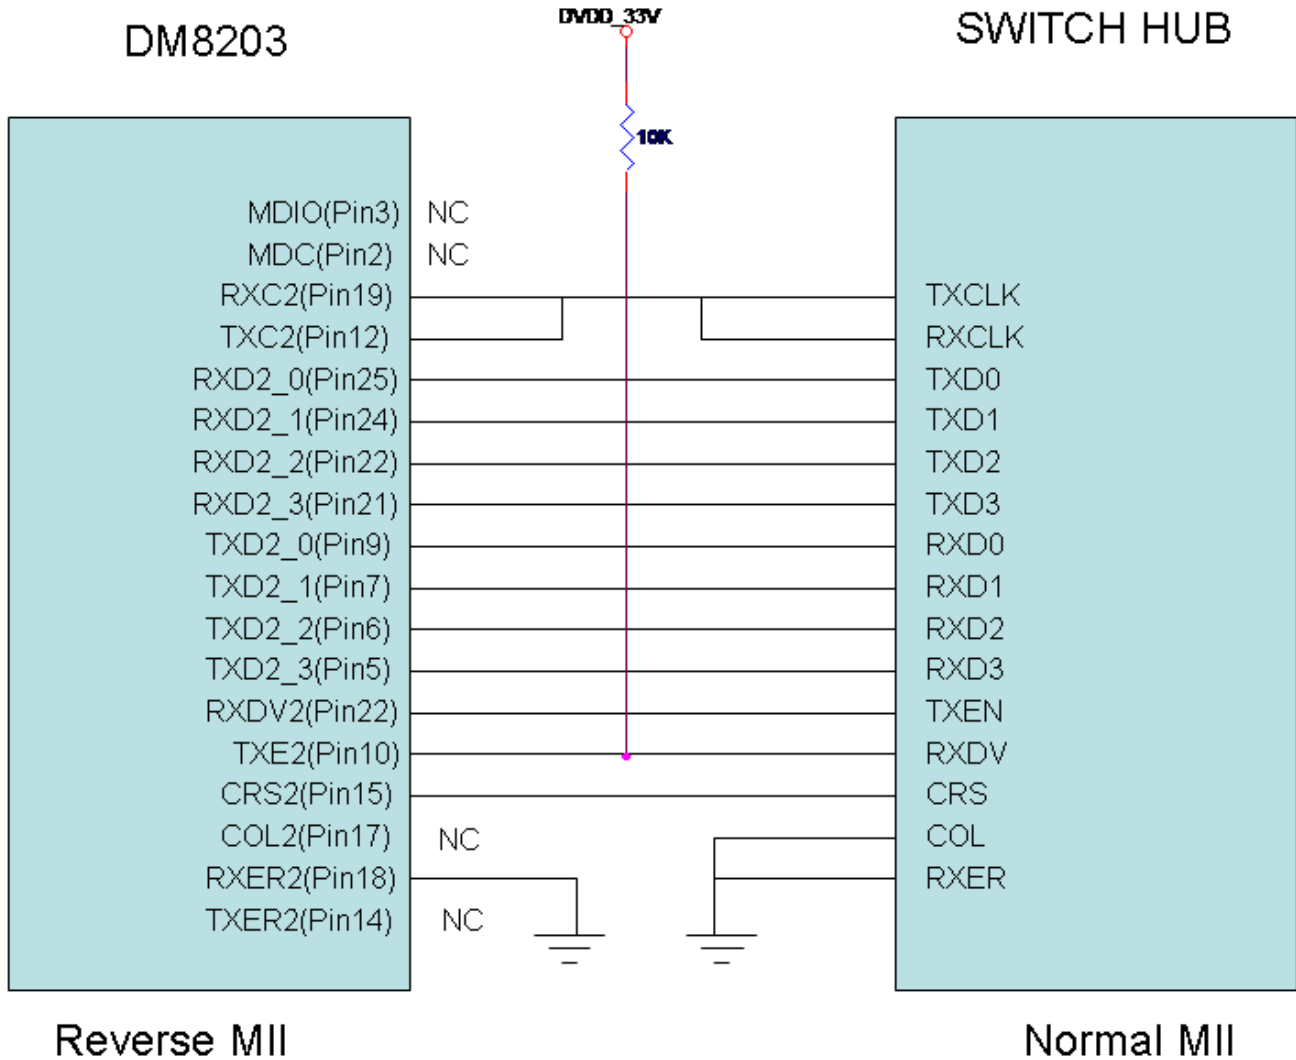 DVDD_33V
DM8203
SWITCH HUB
10K
MDIO(Pin3) NC
MDC(Pin2) NC
RXC2(Pin19) TXCLK
TXC2(Pin12) RXCLK
RXD2_0(Pin25) TXD0
RXD2_1(Pin24) TXD1
RXD2_2(Pin22) TXD2
RXD2_3(Pin21) TXD3
TXD2_0(Pin9) RXD0
TXD2_1(Pin7) RXD1
TXD2_2(Pin6) RXD2
TXD2_3(Pin5) RXD3
RXDV2(Pin22) TXEN
TXE2(Pin10) RXDV
CRS2(Pin15) CRS
COL2(Pin17) NC COL
RXER2(Pin18) RXER
TXER2(Pin14) NC
Reverse MII
Normal MII